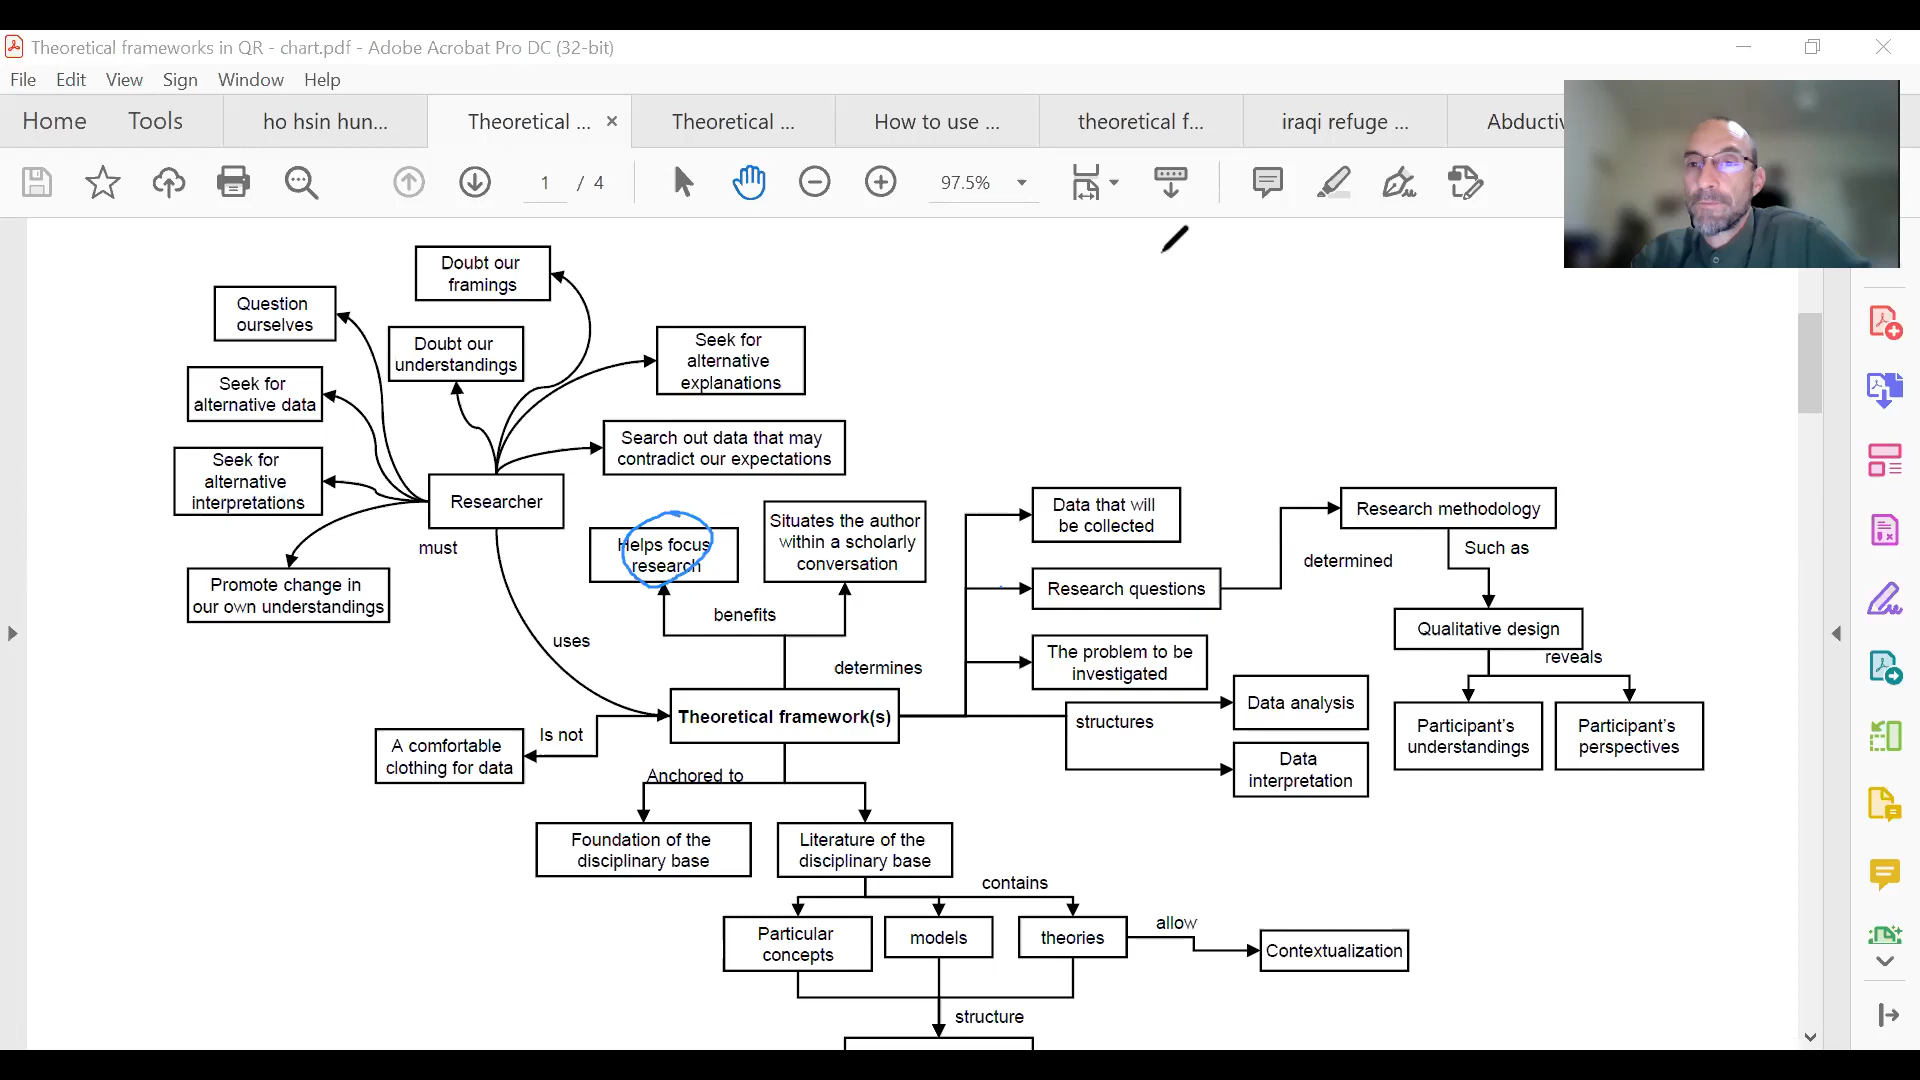 Theoretical frameworks in QR - chart.pdf - Adobe Acrobat Pro DC (32-bit)
File Edit View Sign Window Help
Home Tools ho hsin hun... Theoretical ... × Theoretical ... How to use ... theoretical f... iraqi refuge ... Abductiv
1 / 4 97.5%
Doubt our
framings
Question
ourselves
Doubt our
understandings
Seek for
alternative
explanations
Seek for
alternative data
Search out data that may
contradict our expectations
Seek for
alternative
interpretations
Researcher
must
Promote change in
our own understandings
uses
Helps focus
research
Situates the author
within a scholarly
conversation
benefits
determines
Data that will
be collected
Research questions
The problem to be
investigated
determined
Research methodology
Such as
Qualitative design
reveals
Participant's
understandings
Participant's
perspectives
Theoretical framework(s)
structures
Data analysis
Data
interpretation
Is not
A comfortable
clothing for data
Anchored to
Foundation of the
disciplinary base
Literature of the
disciplinary base
contains
Particular
concepts
models
theories
allow
Contextualization
structure